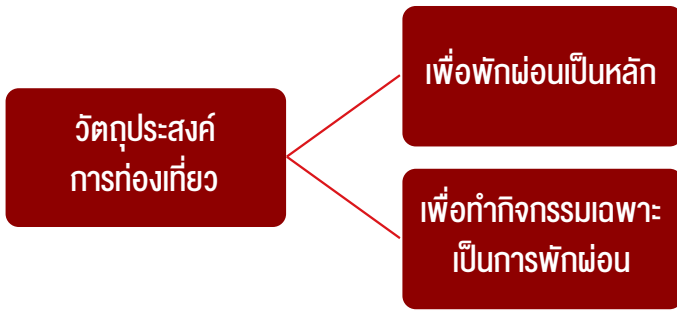 วัตถุประสงค์
การท่องเที่ยว
เพื่อพักผ่อนเป็นหลัก
เพื่อทำกิจกรรมเฉพาะ
เป็นการพักผ่อน